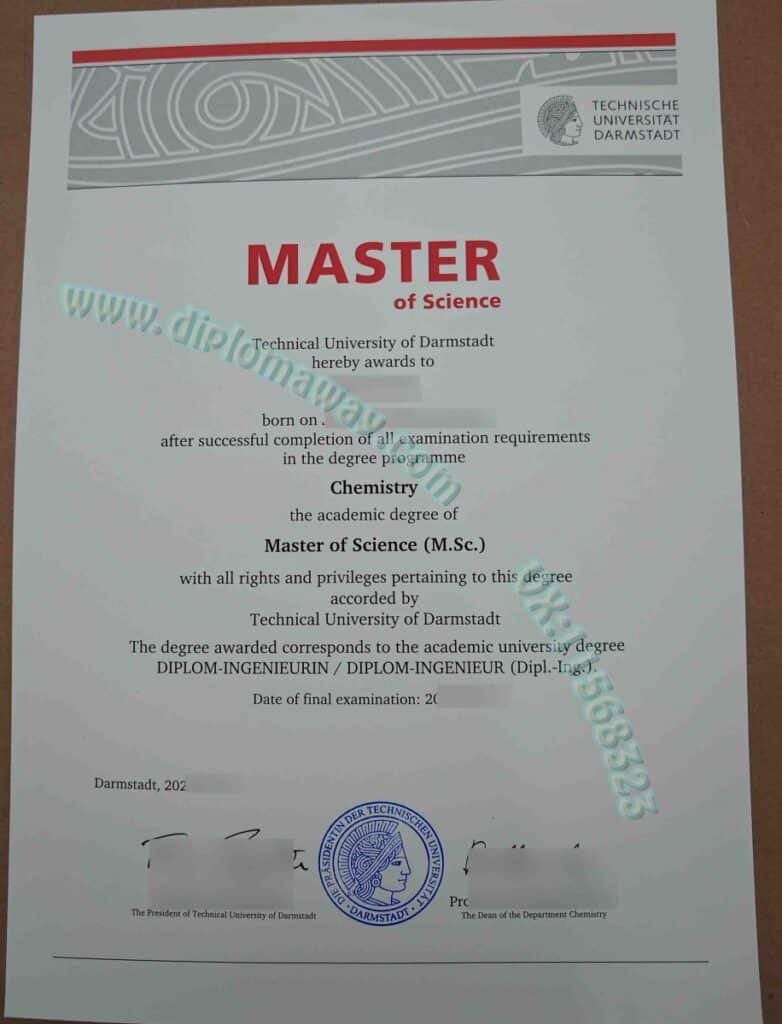 TECHNISCHE
UNIVERSITÄT
DARMSTADT
MASTER
of Science
www.diplomaway.com
Technical University of Darmstadt
hereby awards to
born on
after successful completion of all examination requirements
in the degree programme
Chemistry
the academic degree of
Master of Science (M.Sc.)
with all rights and privileges pertaining to this degree
accorded by
Technical University of Darmstadt
The degree awarded corresponds to the academic university degree
DIPLOM-INGENIEURIN / DIPLOM-INGENIEUR (Dipl.-Ing.).
Date of final examination: 20
Darmstadt, 202
DIE PRÄSIDENTIN DER TECHNISCHEN UNIVERSITÄT
· DARMSTADT ·
The President of Technical University of Darmstadt
The Dean of the Department Chemistry